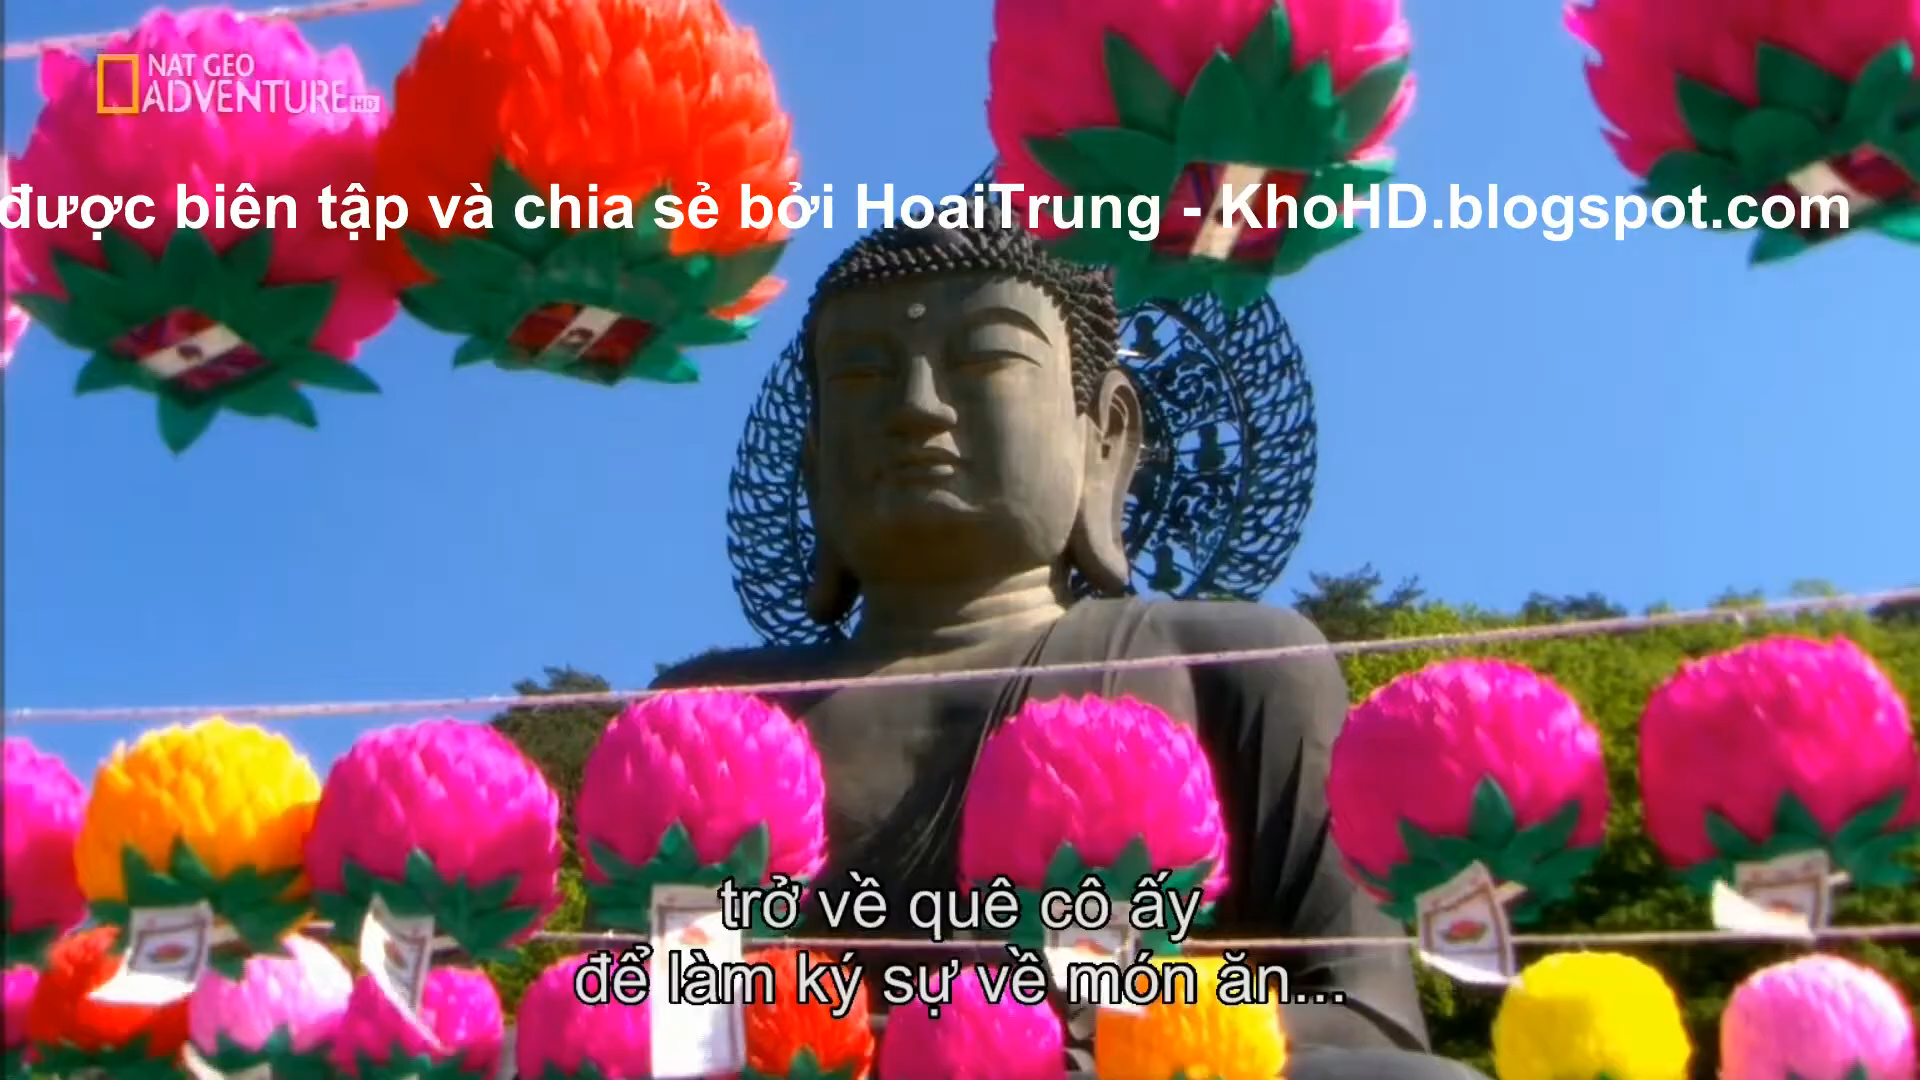 NAT GEO
ADVENTURE HD
được biên tập và chia sẻ bởi HoaiTrung - KhoHD.blogspot.com
trở về quê cô ấy
để làm ký sự về món ăn...